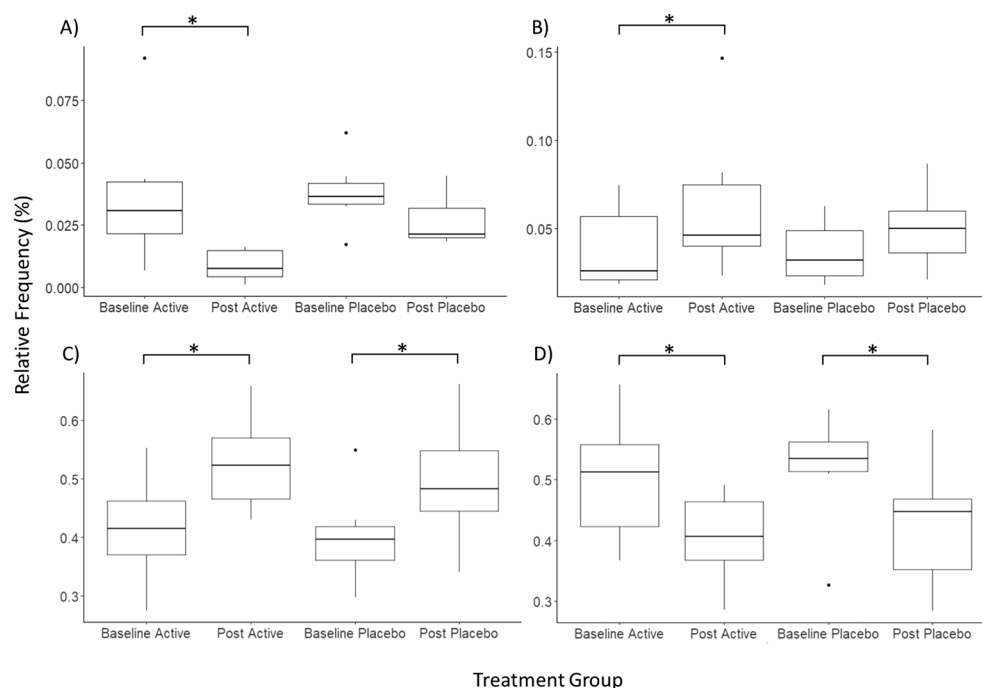 A)
*
0.075
0.050
0.025
0.000
Baseline Active Post Active Baseline Placebo Post Placebo
B)
*
0.15
0.10
0.05
Baseline Active Post Active Baseline Placebo Post Placebo
Relative Frequency (%)
C)
* *
0.6
0.5
0.4
0.3
Baseline Active Post Active Baseline Placebo Post Placebo
D)
* *
0.6
0.5
0.4
0.3
Baseline Active Post Active Baseline Placebo Post Placebo
Treatment Group